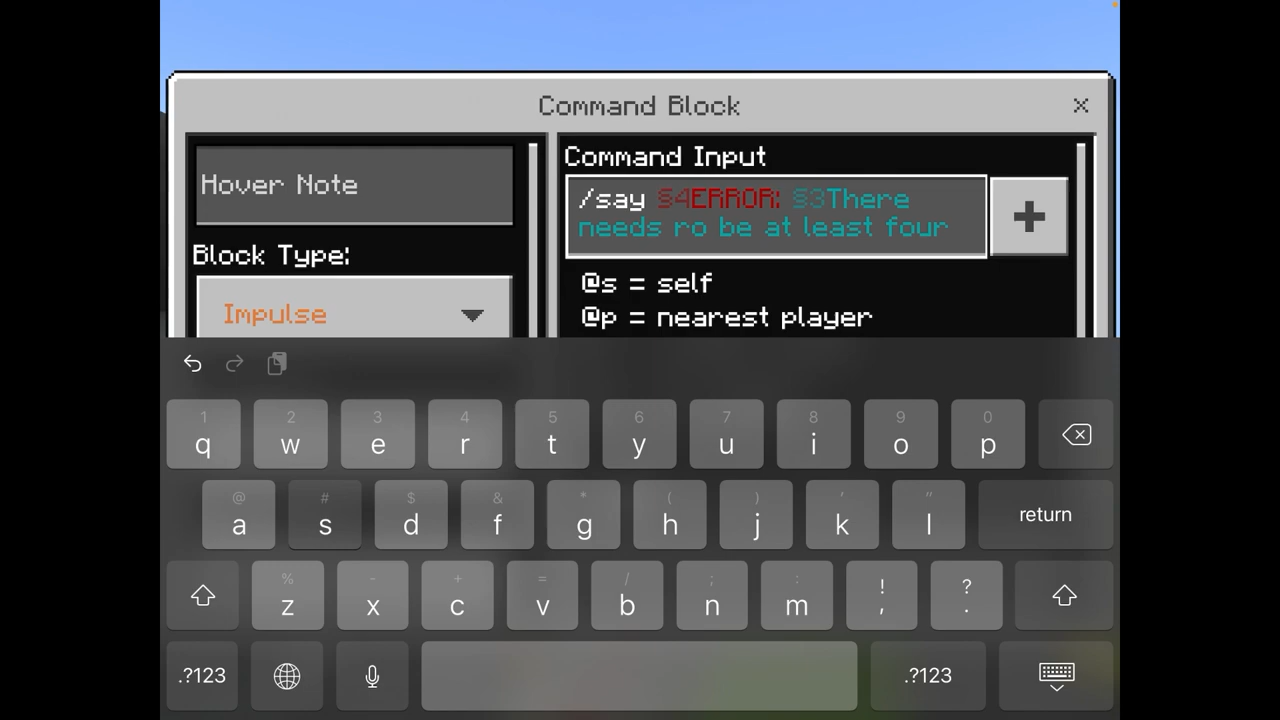 Command Block
Hover Note
Block Type:
Impulse
Command Input
/say §4ERROR: §3There
needs ro be at least four
@s = self
@p = nearest player
1 2 3 4 5 6 7 8 9 0
q w e r t y u i o p
@ # $ & * ( ) ' "
a s d f g h j k l return
% - + = / ; : ! ?
z x c v b n m , .
.?123 .?123